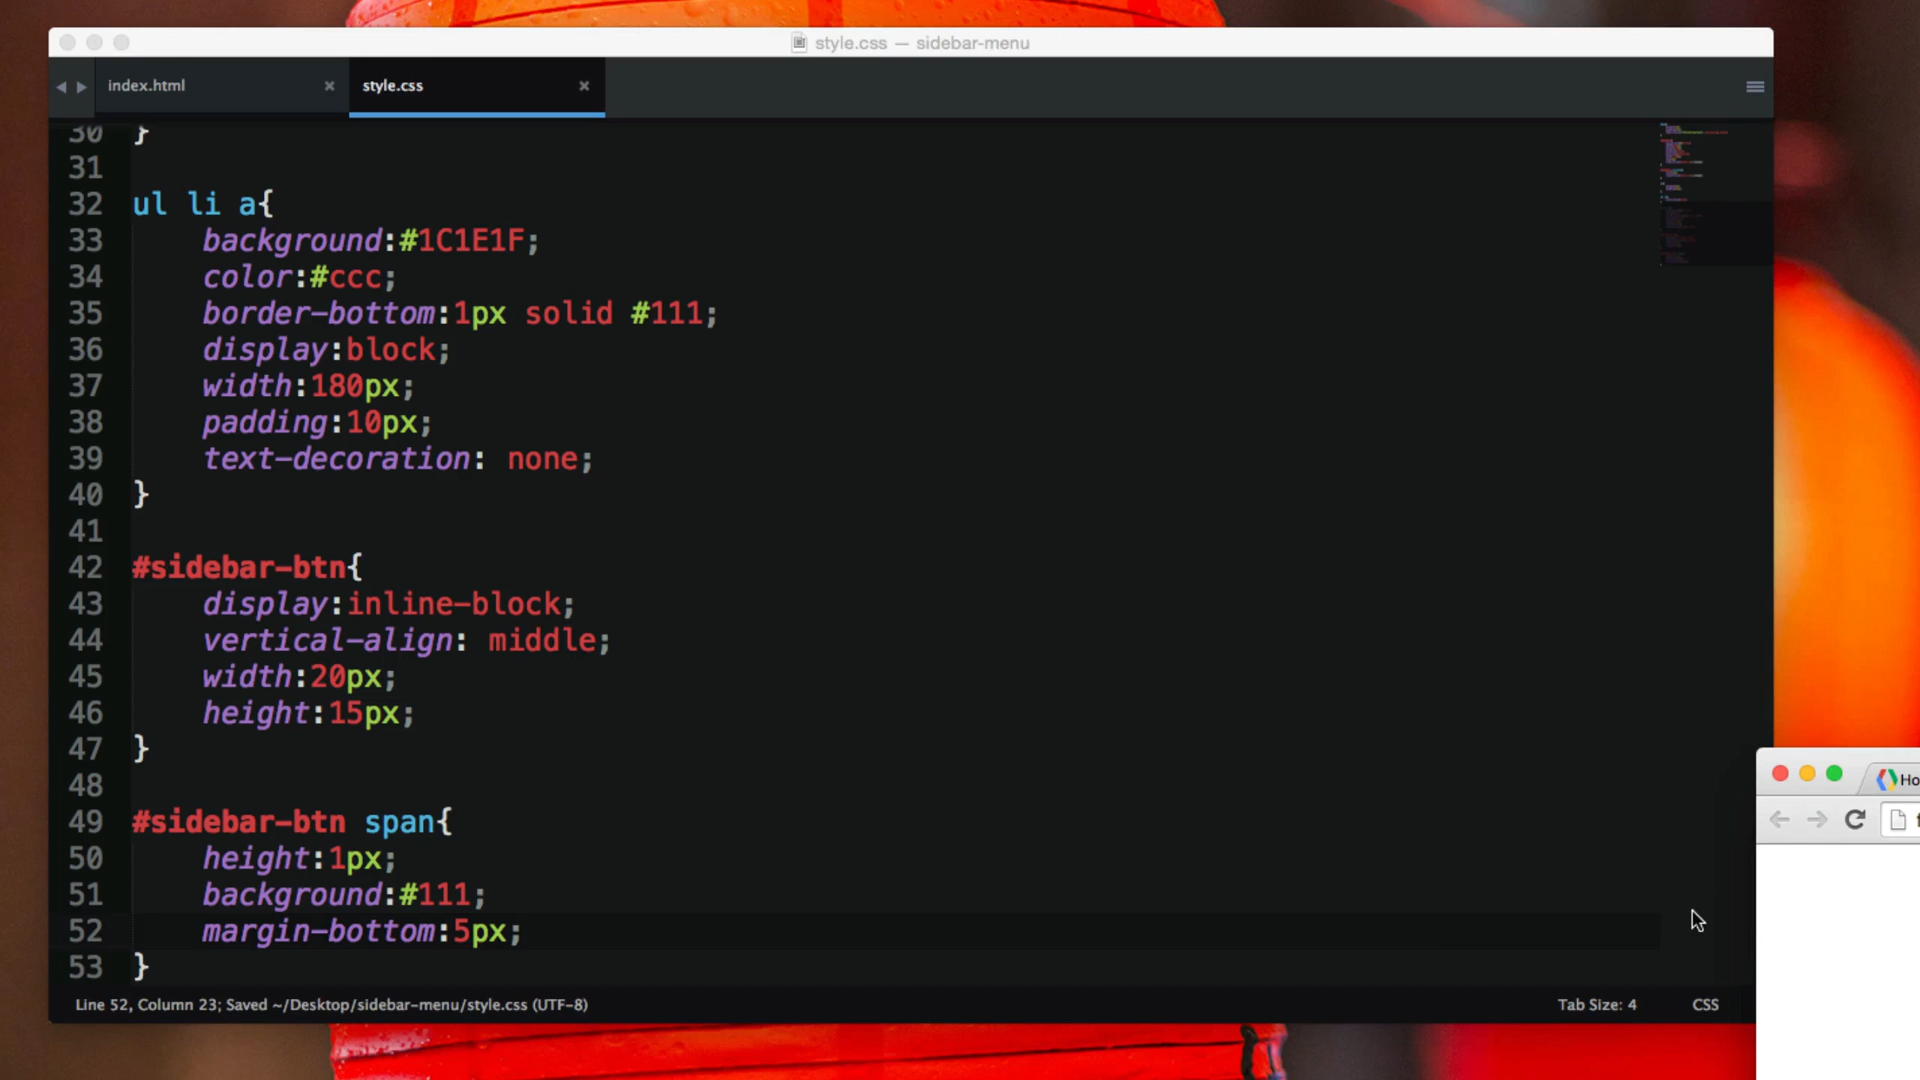 style.css — sidebar-menu
index.html
style.css
30 }
31
32 ul li a{
33 background:#1C1E1F;
34 color:#ccc;
35 border-bottom:1px solid #111;
36 display:block;
37 width:180px;
38 padding:10px;
39 text-decoration: none;
40 }
41
42 #sidebar-btn{
43 display:inline-block;
44 vertical-align: middle;
45 width:20px;
46 height:15px;
47 }
48
49 #sidebar-btn span{
50 height:1px;
51 background:#111;
52 margin-bottom:5px;
53 }
Line 52, Column 23; Saved ~/Desktop/sidebar-menu/style.css (UTF-8)
Tab Size: 4
CSS
Ho
f